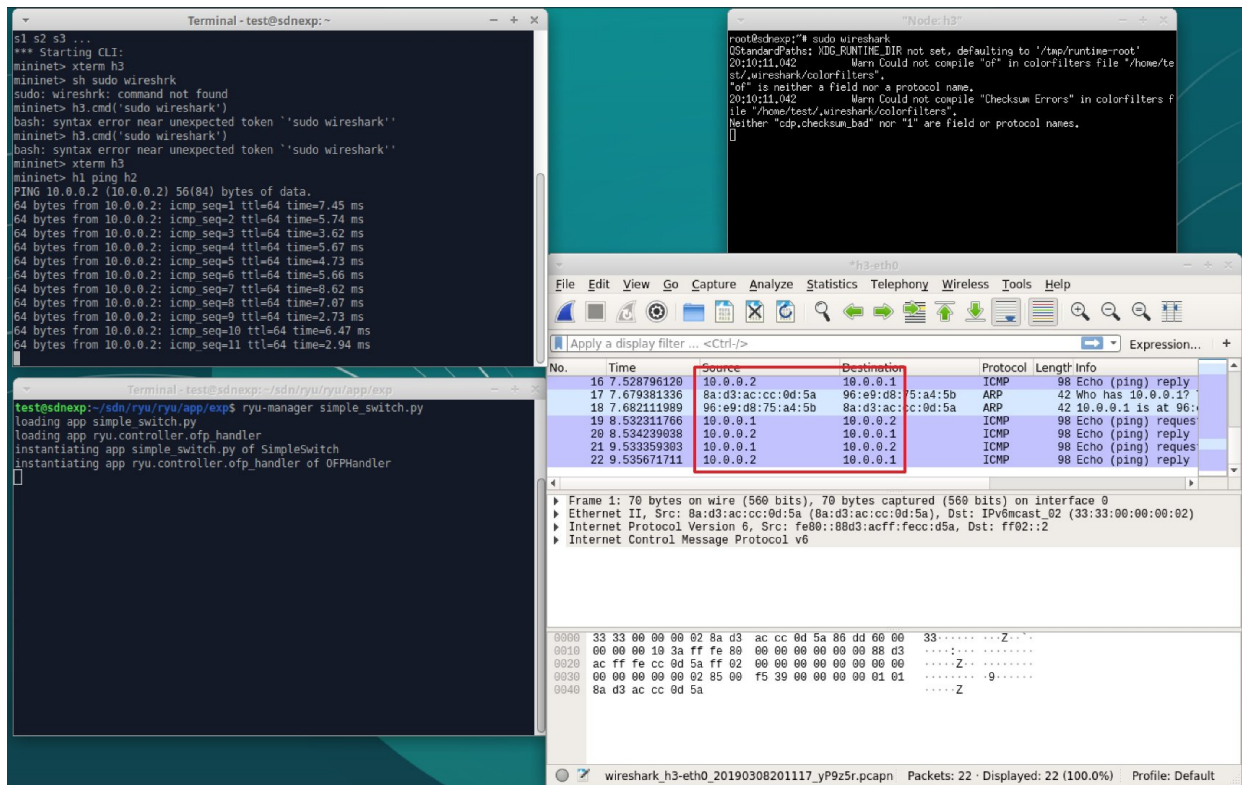 Terminal - test@sdnexp: ~
s1 s2 s3 ...
*** Starting CLI:
mininet> xterm h3
mininet> sh sudo wireshrk
sudo: wireshrk: command not found
mininet> h3.cmd('sudo wireshark')
bash: syntax error near unexpected token `'sudo wireshark''
mininet> h3.cmd('sudo wireshark')
bash: syntax error near unexpected token `'sudo wireshark''
mininet> xterm h3
mininet> h1 ping h2
PING 10.0.0.2 (10.0.0.2) 56(84) bytes of data.
64 bytes from 10.0.0.2: icmp_seq=1 ttl=64 time=7.45 ms
64 bytes from 10.0.0.2: icmp_seq=2 ttl=64 time=5.74 ms
64 bytes from 10.0.0.2: icmp_seq=3 ttl=64 time=3.62 ms
64 bytes from 10.0.0.2: icmp_seq=4 ttl=64 time=5.67 ms
64 bytes from 10.0.0.2: icmp_seq=5 ttl=64 time=4.73 ms
64 bytes from 10.0.0.2: icmp_seq=6 ttl=64 time=5.66 ms
64 bytes from 10.0.0.2: icmp_seq=7 ttl=64 time=8.62 ms
64 bytes from 10.0.0.2: icmp_seq=8 ttl=64 time=7.07 ms
64 bytes from 10.0.0.2: icmp_seq=9 ttl=64 time=2.73 ms
64 bytes from 10.0.0.2: icmp_seq=10 ttl=64 time=6.47 ms
64 bytes from 10.0.0.2: icmp_seq=11 ttl=64 time=2.94 ms
"Node: h3"
root@sdnexp:~# sudo wireshark
QStandardPaths: XDG_RUNTIME_DIR not set, defaulting to '/tmp/runtime-root'
20:10:11.042 Warn Could not compile "of" in colorfilters file "/home/te
st/.wireshark/colorfilters".
"of" is neither a field nor a protocol name.
20:10:11.042 Warn Could not compile "Checksum Errors" in colorfilters f
ile "/home/test/.wireshark/colorfilters".
Neither "cdp.checksum_bad" nor "1" are field or protocol names.
Terminal - test@sdnexp: ~/sdn/ryu/ryu/app/exp
test@sdnexp:~/sdn/ryu/ryu/app/exp$ ryu-manager simple_switch.py
loading app simple_switch.py
loading app ryu.controller.ofp_handler
instantiating app simple_switch.py of SimpleSwitch
instantiating app ryu.controller.ofp_handler of OFPHandler
*h3-eth0
File Edit View Go Capture Analyze Statistics Telephony Wireless Tools Help
Apply a display filter ... <Ctrl-/> Expression... +
No. Time Source Destination Protocol Length Info
16 7.528796120 10.0.0.2 10.0.0.1 ICMP 98 Echo (ping) reply
17 7.679381336 8a:d3:ac:cc:0d:5a 96:e9:d8:75:a4:5b ARP 42 Who has 10.0.0.1?
18 7.682111989 96:e9:d8:75:a4:5b 8a:d3:ac:cc:0d:5a ARP 42 10.0.0.1 is at 96:
19 8.532311766 10.0.0.1 10.0.0.2 ICMP 98 Echo (ping) reques
20 8.534239038 10.0.0.2 10.0.0.1 ICMP 98 Echo (ping) reply
21 9.533359303 10.0.0.1 10.0.0.2 ICMP 98 Echo (ping) reques
22 9.535671711 10.0.0.2 10.0.0.1 ICMP 98 Echo (ping) reply
Frame 1: 70 bytes on wire (560 bits), 70 bytes captured (560 bits) on interface 0
Ethernet II, Src: 8a:d3:ac:cc:0d:5a (8a:d3:ac:cc:0d:5a), Dst: IPv6mcast_02 (33:33:00:00:00:02)
Internet Protocol Version 6, Src: fe80::88d3:acff:fecc:d5a, Dst: ff02::2
Internet Control Message Protocol v6
0000 33 33 00 00 00 02 8a d3 ac cc 0d 5a 86 dd 60 00 33······ ···Z··`·
0010 00 00 00 10 3a ff fe 80 00 00 00 00 00 00 88 d3 ····:··· ········
0020 ac ff fe cc 0d 5a ff 02 00 00 00 00 00 00 00 00 ·····Z·· ········
0030 00 00 00 00 00 02 85 00 f5 39 00 00 00 00 01 01 ········ ·9······
0040 8a d3 ac cc 0d 5a ·····Z
wireshark_h3-eth0_20190308201117_yP9z5r.pcapn Packets: 22 · Displayed: 22 (100.0%) Profile: Default